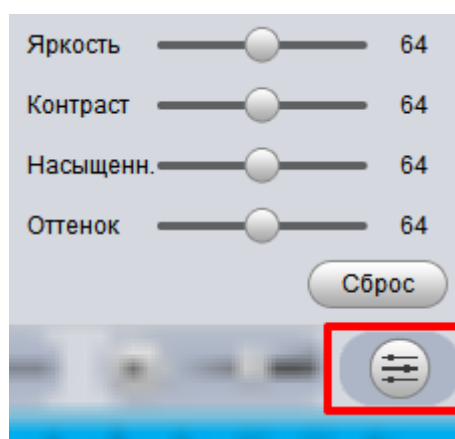 Яркость 64
Контраст 64
Насыщенн. 64
Оттенок 64
Сброс